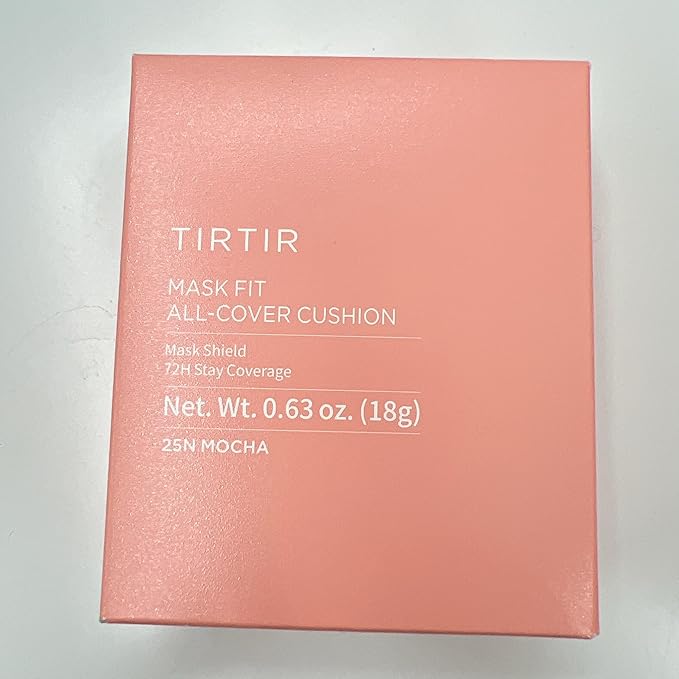 TIRTIR
MASK FIT
ALL-COVER CUSHION
Mask Shield
72H Stay Coverage
Net. Wt. 0.63 oz. (18g)
25N MOCHA